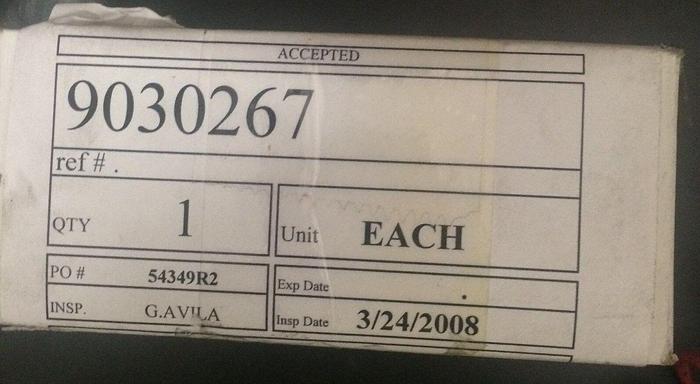 ACCEPTED
9030267
ref # .
QTY 1
Unit EACH
PO # 54349R2
Exp Date .
INSP. G.AVILA
Insp Date 3/24/2008